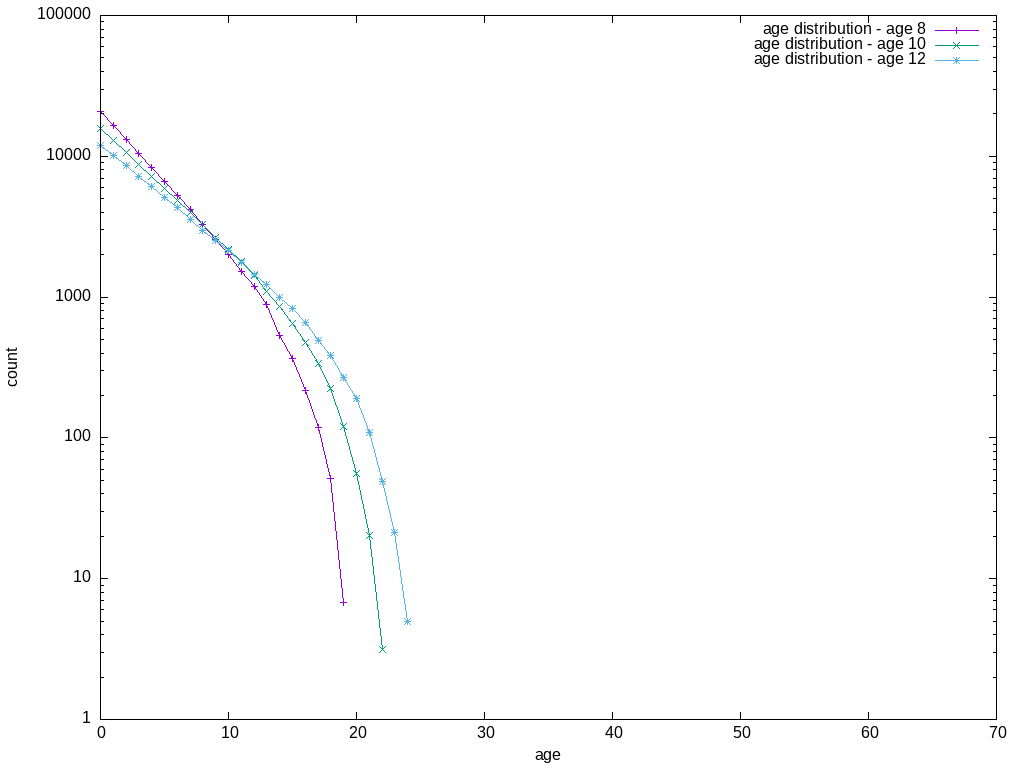 100000
10000
1000
100
10
1
0
10
20
30
40
50
60
70
count
age
age distribution - age 8
age distribution - age 10
age distribution - age 12